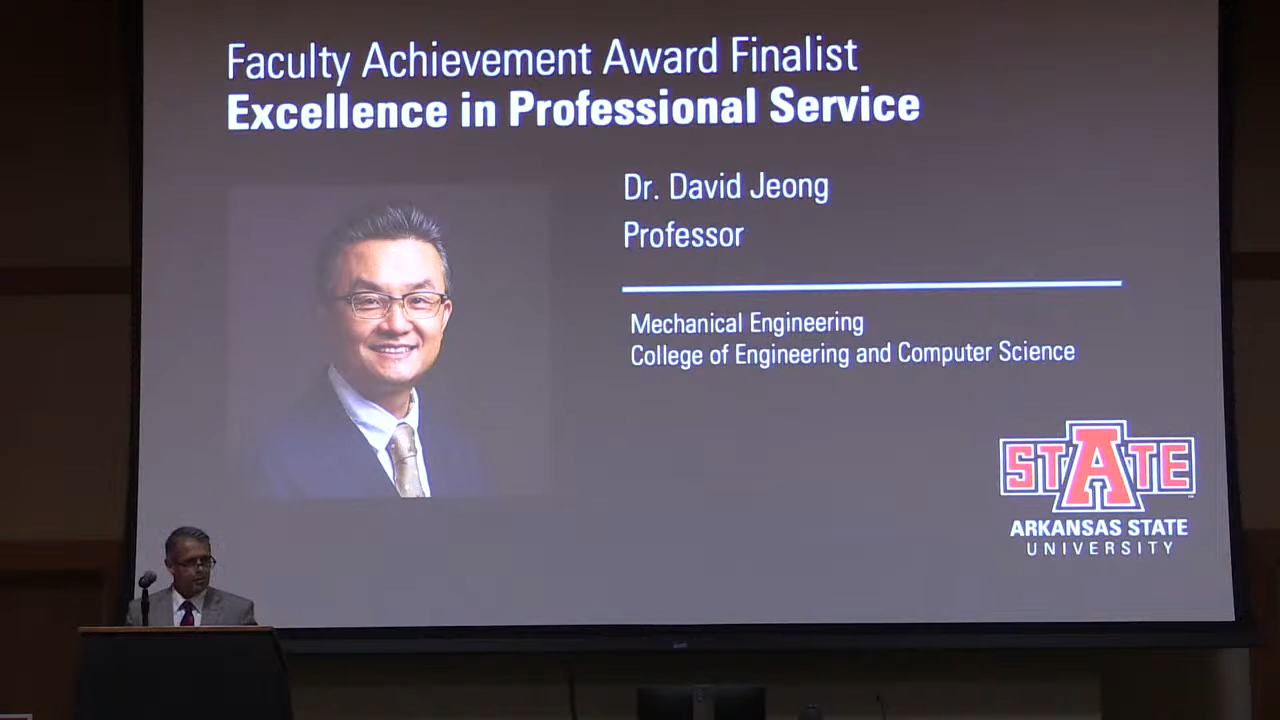 Faculty Achievement Award Finalist
Excellence in Professional Service
Dr. David Jeong
Professor
Mechanical Engineering
College of Engineering and Computer Science
STATE
ARKANSAS STATE
UNIVERSITY